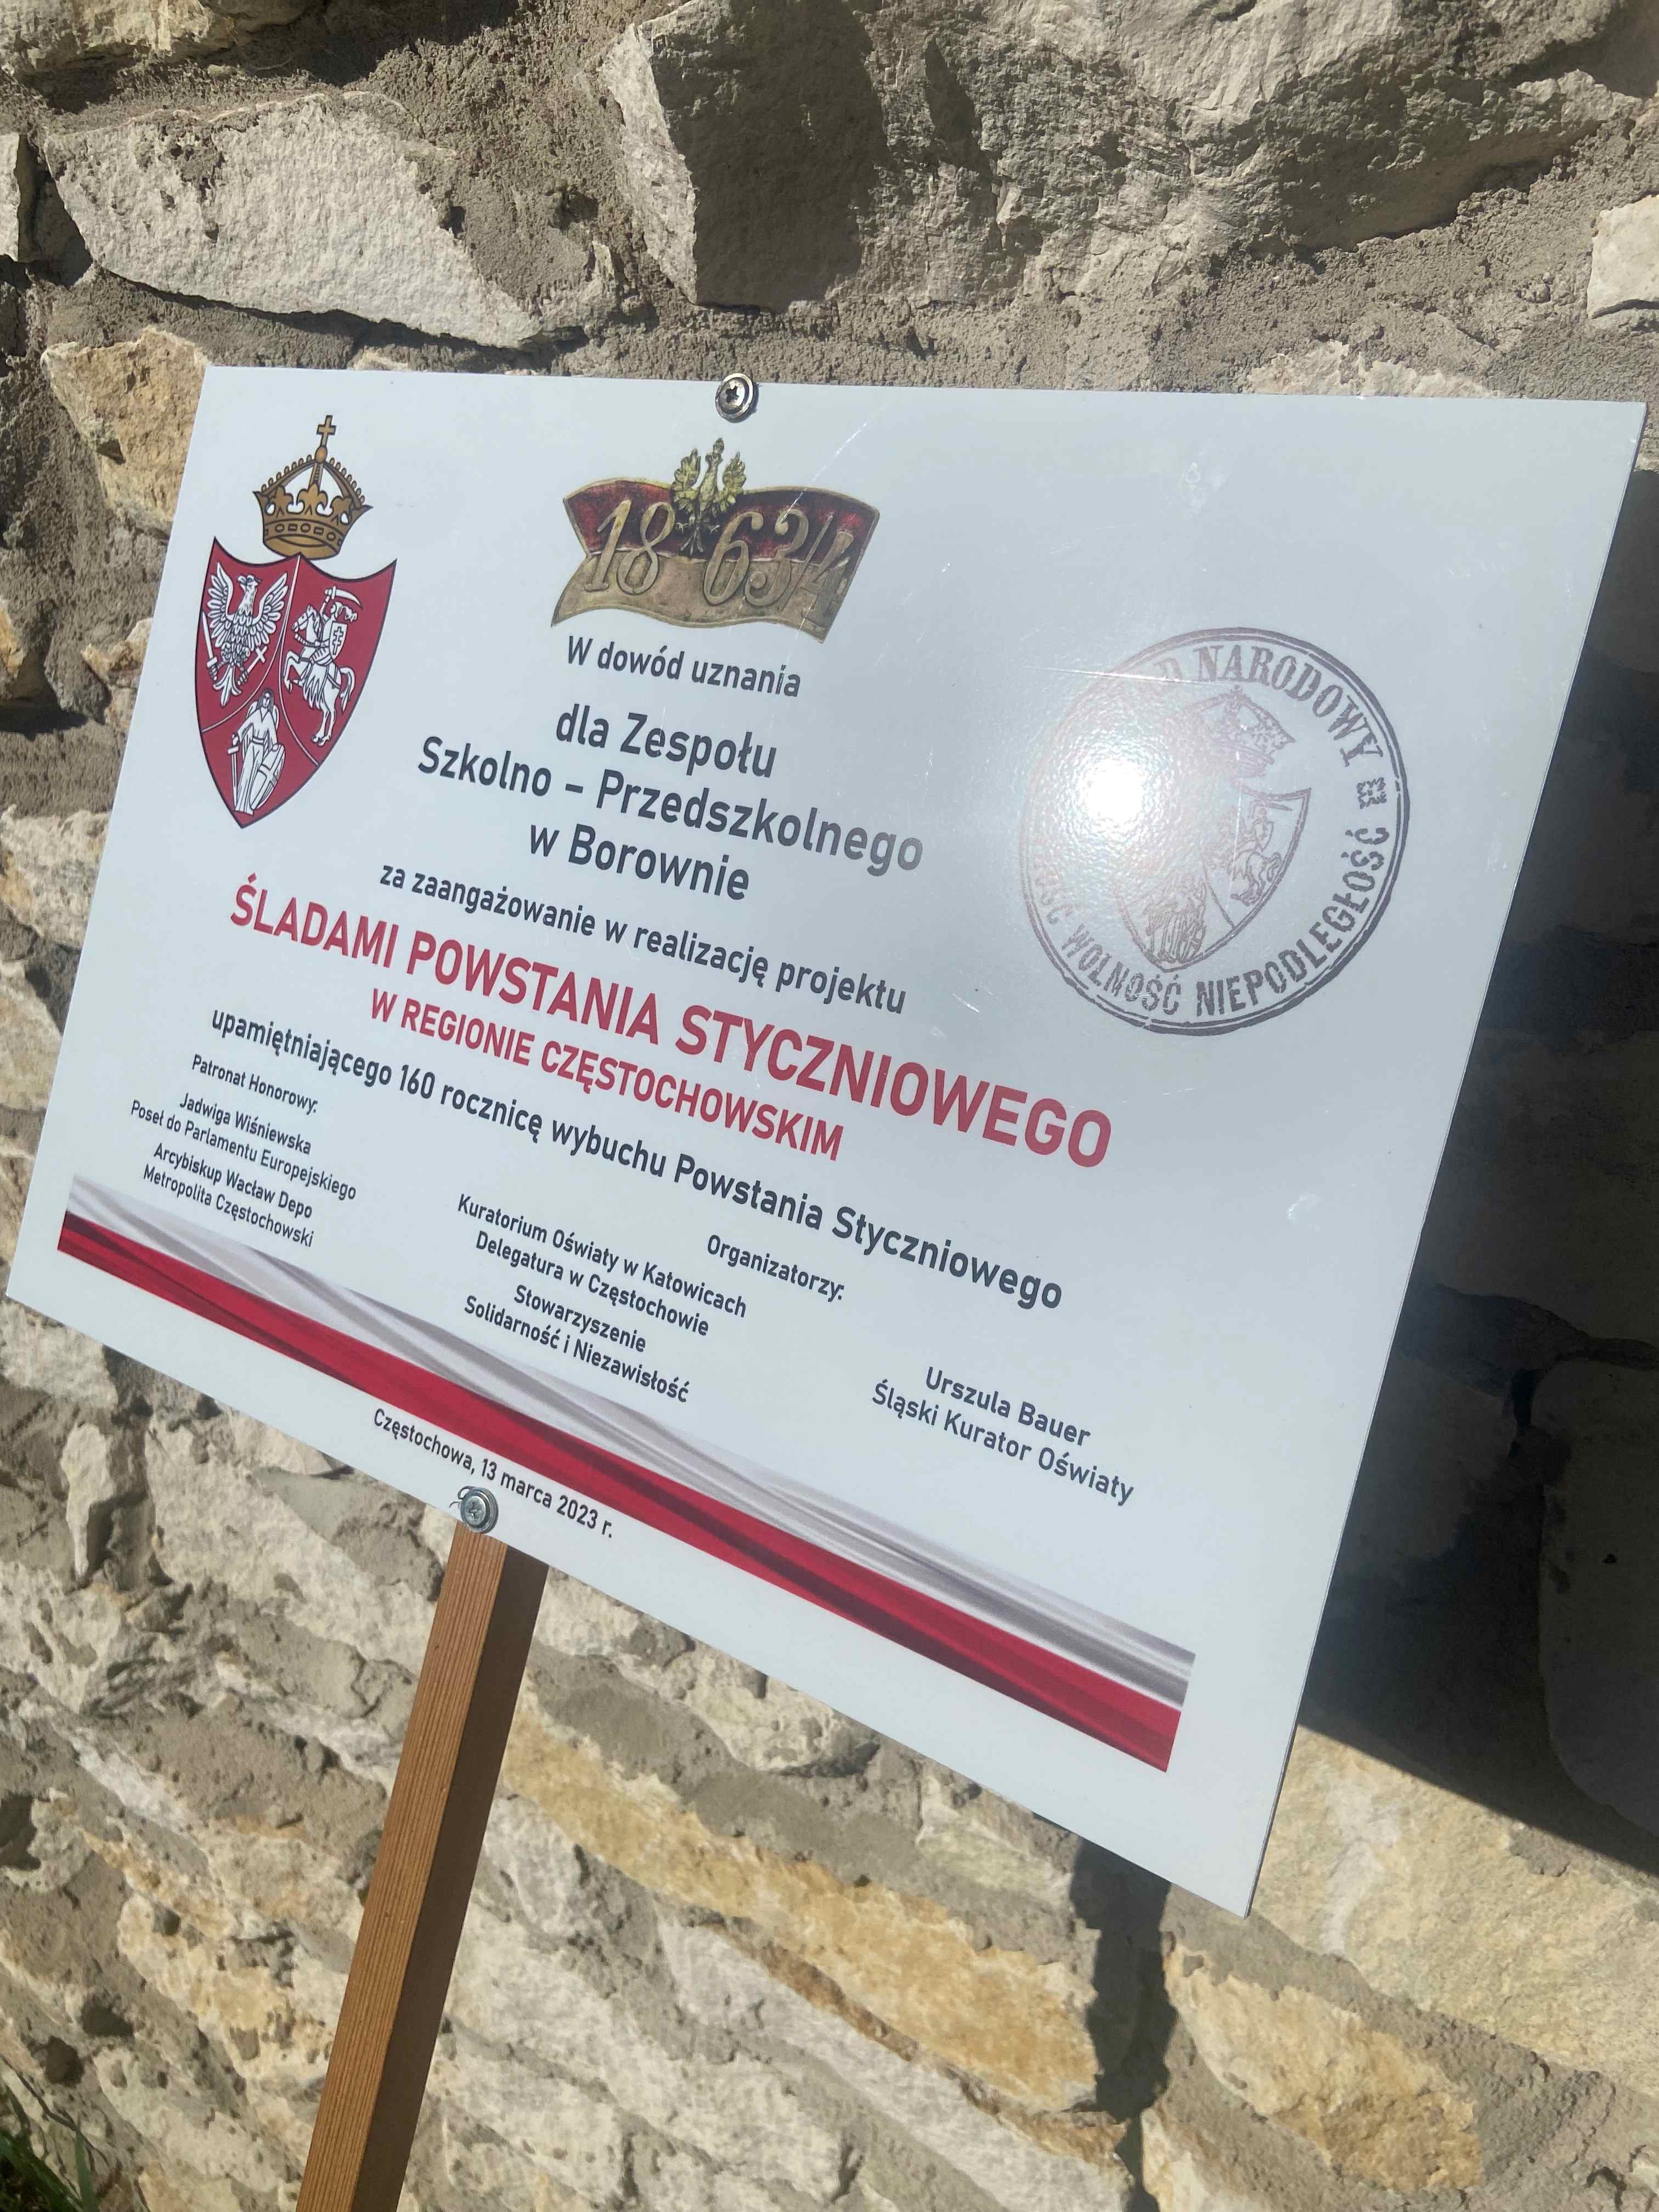 1863/4
W dowód uznania
dla Zespołu
Szkolno – Przedszkolnego
w Borownie
za zaangażowanie w realizację projektu
ŚLADAMI POWSTANIA STYCZNIOWEGO
W REGIONIE CZĘSTOCHOWSKIM
upamiętniającego 160 rocznicę wybuchu Powstania Styczniowego
Patronat Honorowy:
Jadwiga Wiśniewska
Poseł do Parlamentu Europejskiego
Arcybiskup Wacław Depo
Metropolita Częstochowski
Organizatorzy:
Kuratorium Oświaty w Katowicach
Delegatura w Częstochowie
Stowarzyszenie
Solidarność i Niezawisłość
Urszula Bauer
Śląski Kurator Oświaty
Częstochowa, 13 marca 2023 r.
NARODOWY
WOLNOŚĆ NIEPODLEGŁOŚĆ